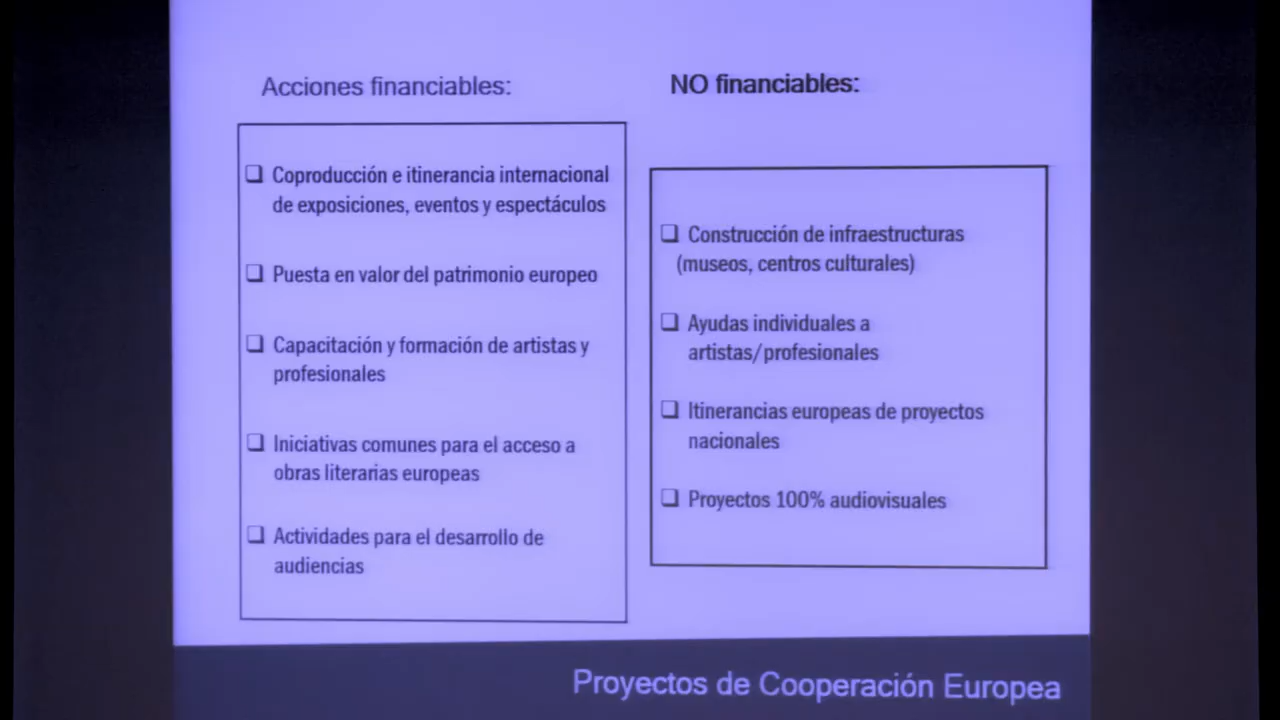 Acciones financiables:
❑ Coproducción e itinerancia internacional
de exposiciones, eventos y espectáculos
❑ Puesta en valor del patrimonio europeo
❑ Capacitación y formación de artistas y
profesionales
❑ Iniciativas comunes para el acceso a
obras literarias europeas
❑ Actividades para el desarrollo de
audiencias
NO financiables:
❑ Construcción de infraestructuras
(museos, centros culturales)
❑ Ayudas individuales a
artistas/profesionales
❑ Itinerancias europeas de proyectos
nacionales
❑ Proyectos 100% audiovisuales
Proyectos de Cooperación Europea